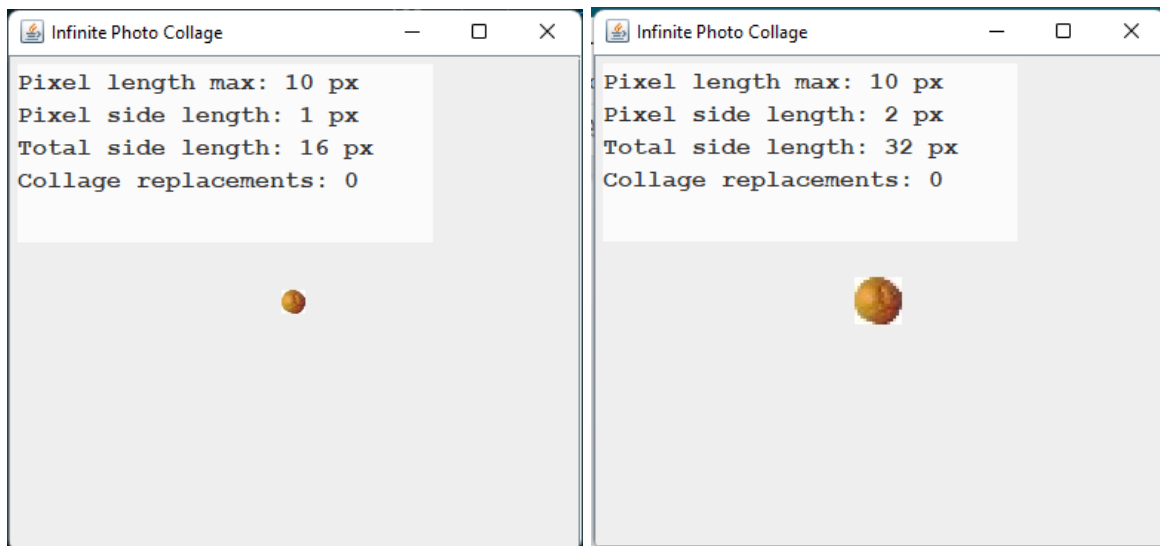 Infinite Photo Collage
Pixel length max: 10 px
Pixel side length: 1 px
Total side length: 16 px
Collage replacements: 0
Infinite Photo Collage
Pixel length max: 10 px
Pixel side length: 2 px
Total side length: 32 px
Collage replacements: 0